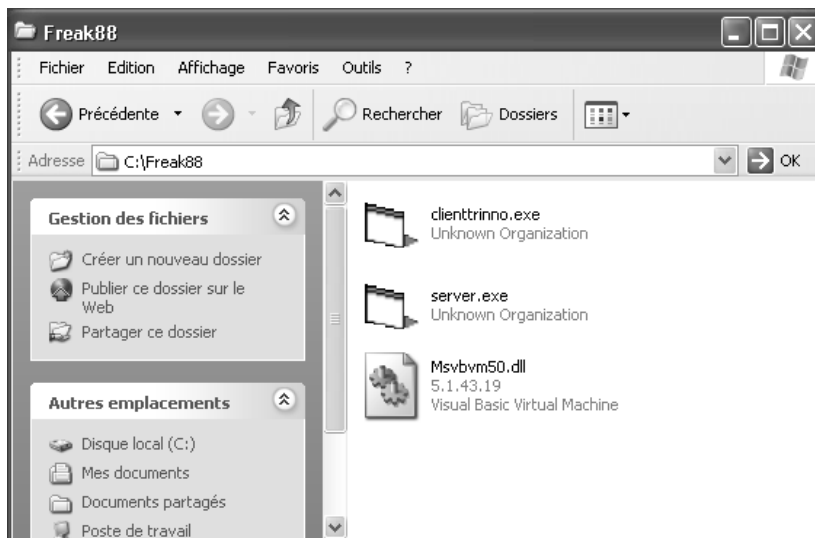 Freak88
Fichier Edition Affichage Favoris Outils ?
Précédente Rechercher Dossiers
Adresse C:\Freak88 OK
Gestion des fichiers
Créer un nouveau dossier
Publier ce dossier sur le
Web
Partager ce dossier
Autres emplacements
Disque local (C:)
Mes documents
Documents partagés
Poste de travail
clienttrinno.exe
Unknown Organization
server.exe
Unknown Organization
Msvbvm50.dll
5.1.43.19
Visual Basic Virtual Machine